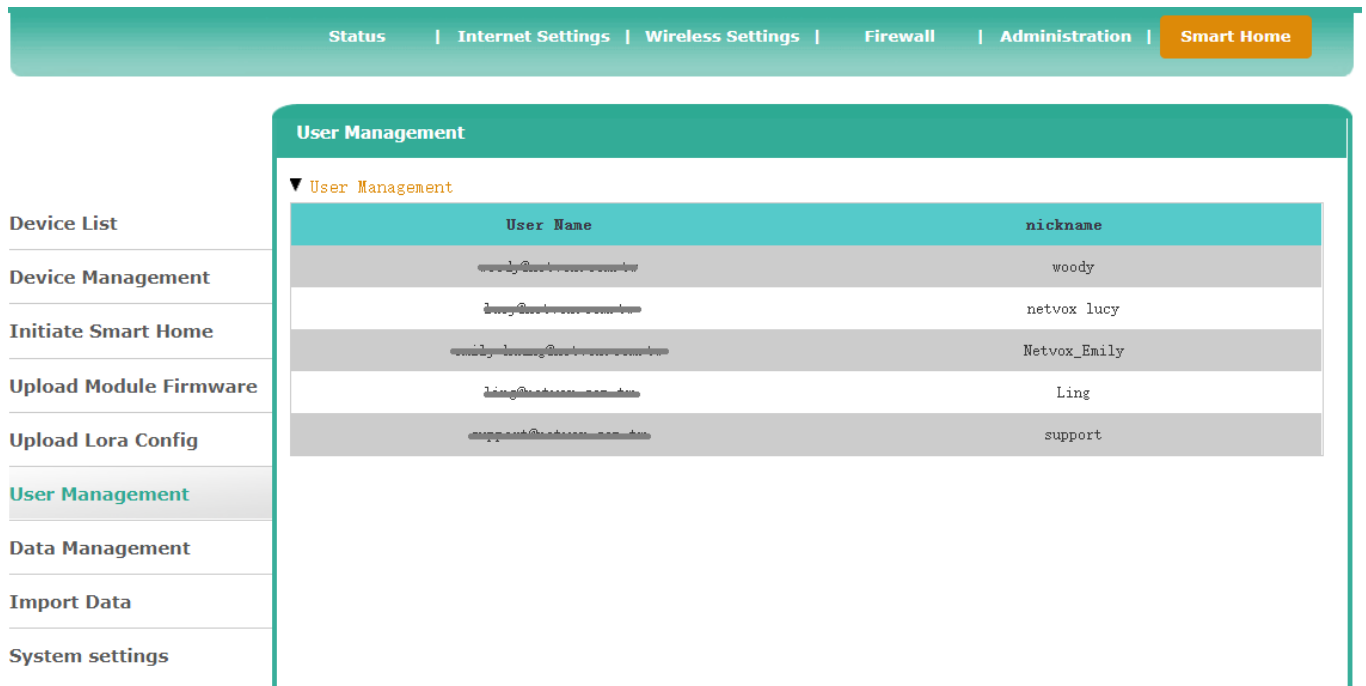 Status | Internet Settings | Wireless Settings | Firewall | Administration | Smart Home
User Management
▼ User Management
User Name nickname
woody
netvox lucy
Netvox_Emily
Ling
support
Device List
Device Management
Initiate Smart Home
Upload Module Firmware
Upload Lora Config
User Management
Data Management
Import Data
System settings